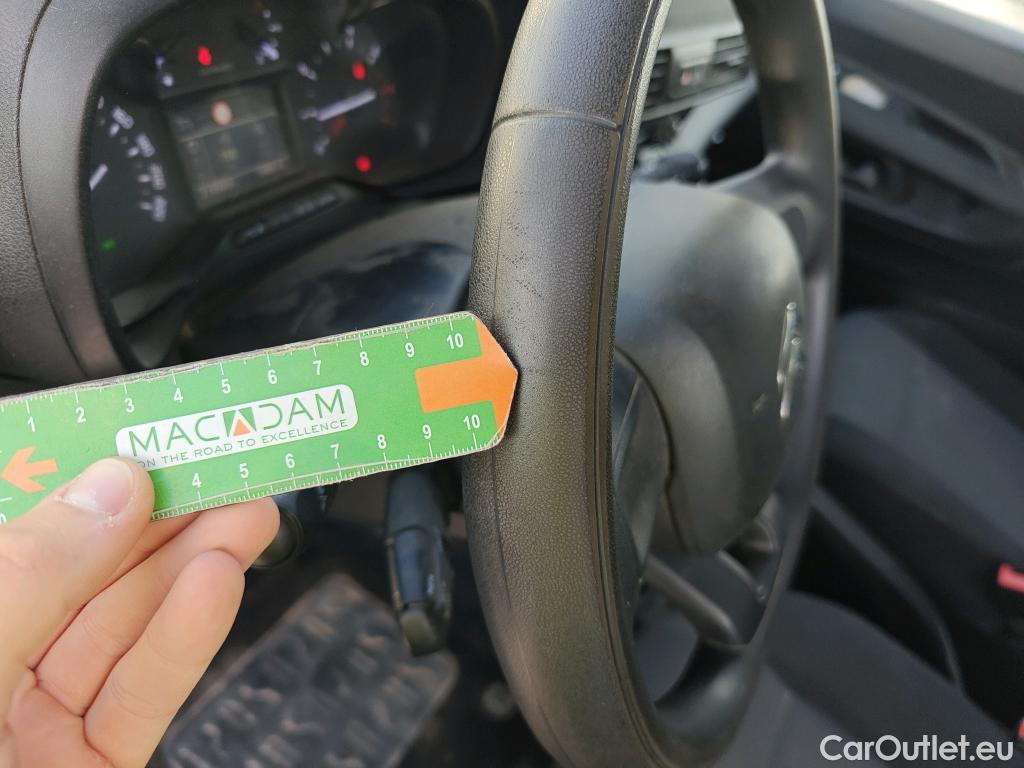 1 2 3 4 5 6 7 8 9 10
MACADAM
ON THE ROAD TO EXCELLENCE
4 5 6 7 8 9 10
CarOutlet.eu